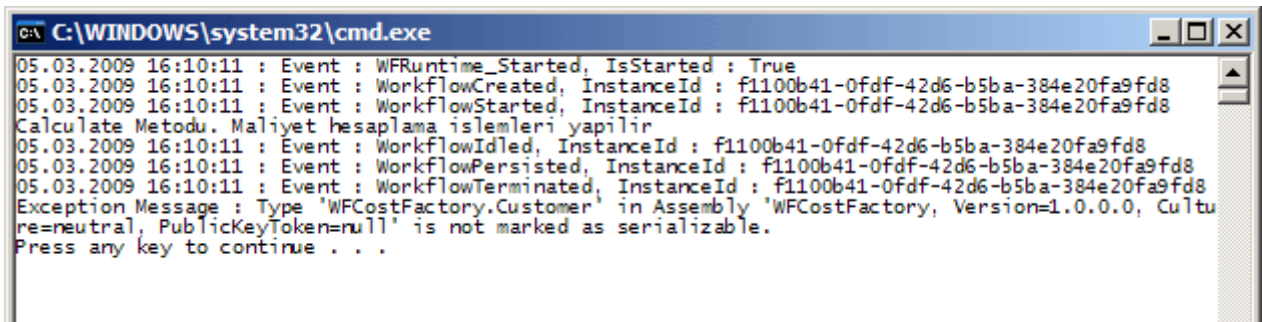 C:\WINDOWS\system32\cmd.exe
05.03.2009 16:10:11 : Event : WFRuntime_Started, IsStarted : True
05.03.2009 16:10:11 : Event : WorkflowCreated, InstanceId : f1100b41-0fdf-42d6-b5ba-384e20fa9fd8
05.03.2009 16:10:11 : Event : WorkflowStarted, InstanceId : f1100b41-0fdf-42d6-b5ba-384e20fa9fd8
Calculate Metodu. Maliyet hesaplama islemleri yapilir
05.03.2009 16:10:11 : Event : WorkflowIdled, InstanceId : f1100b41-0fdf-42d6-b5ba-384e20fa9fd8
05.03.2009 16:10:11 : Event : WorkflowPersisted, InstanceId : f1100b41-0fdf-42d6-b5ba-384e20fa9fd8
05.03.2009 16:10:11 : Event : WorkflowTerminated, InstanceId : f1100b41-0fdf-42d6-b5ba-384e20fa9fd8
Exception Message : Type 'WFCostFactory.Customer' in Assembly 'WFCostFactory, Version=1.0.0.0, Cultu
re=neutral, PublicKeyToken=null' is not marked as serializable.
Press any key to continue . . .